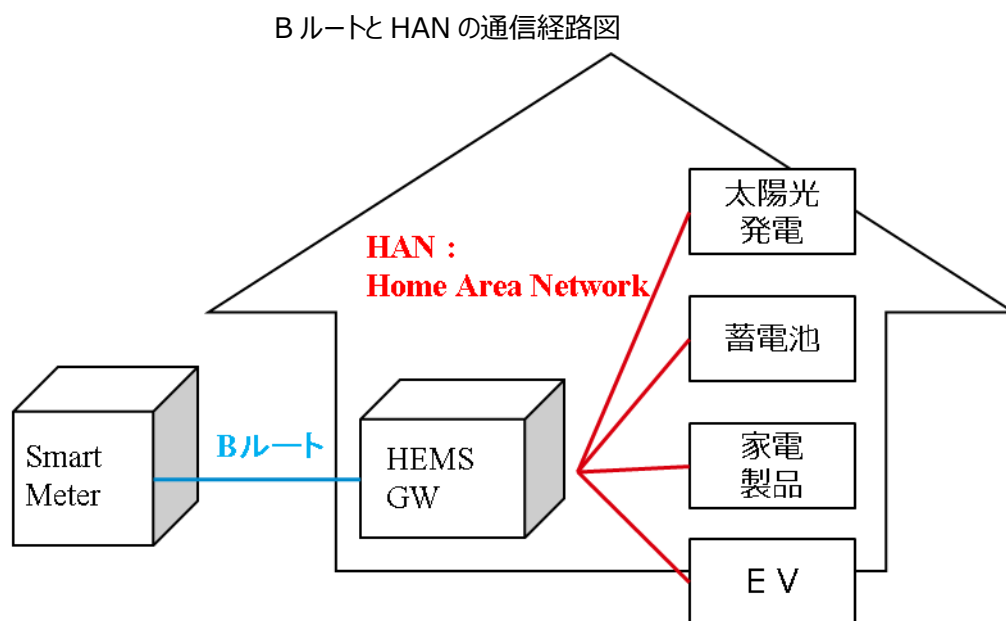 B ルートと HAN の通信経路図
太陽光
発電
HAN：
Home Area Network
蓄電池
Bルート
Smart
Meter
HEMS
GW
家電
製品
ＥＶ